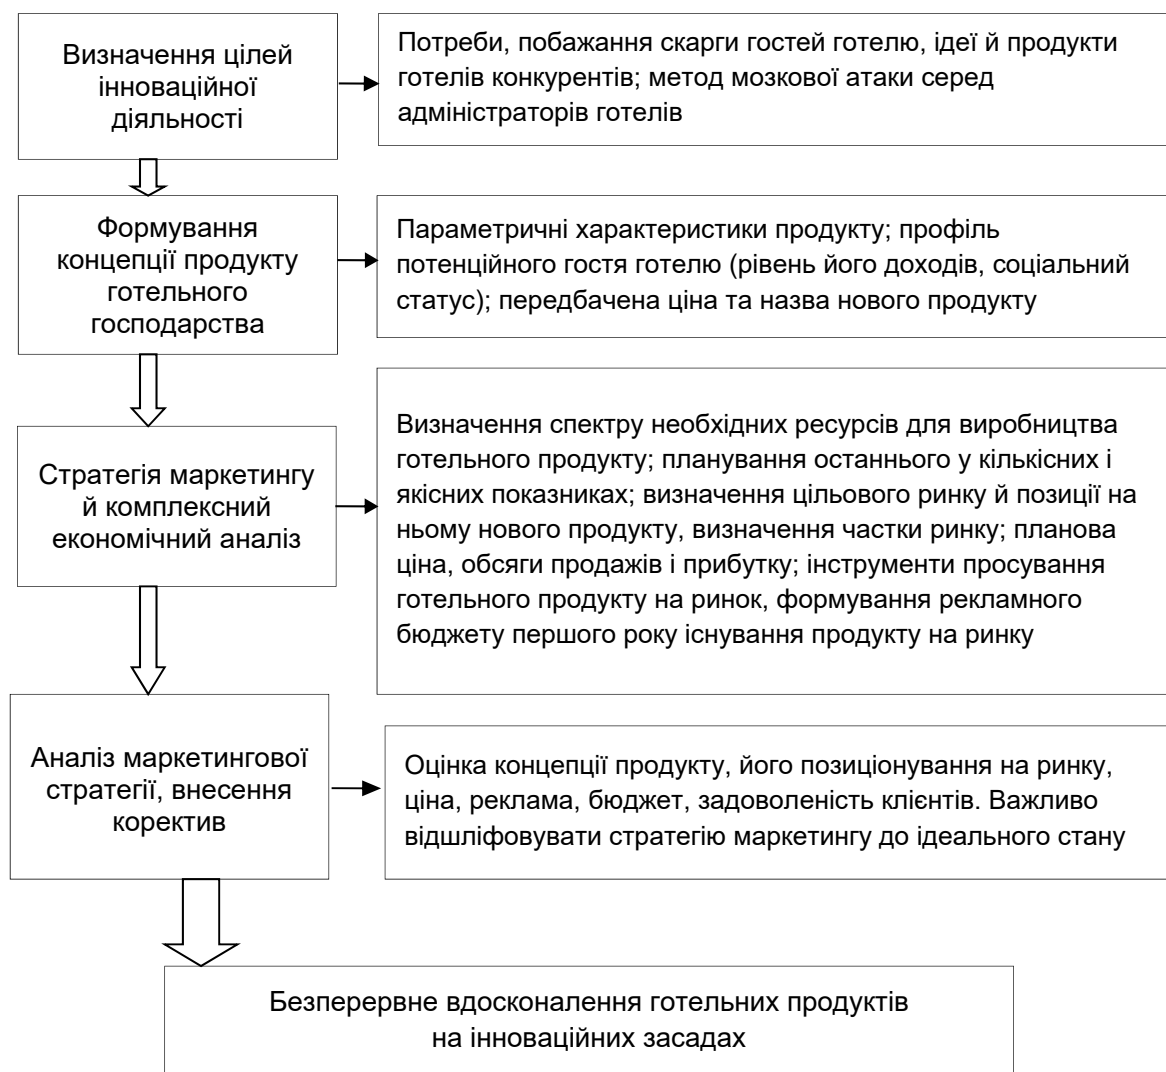 Визначення цілей
інноваційної
діяльності
Потреби, побажання скарги гостей готелю, ідеї й продукти
готелів конкурентів; метод мозкової атаки серед
адміністраторів готелів
Формування
концепції продукту
готельного
господарства
Параметричні характеристики продукту; профіль
потенційного гостя готелю (рівень його доходів, соціальний
статус); передбачена ціна та назва нового продукту
Стратегія маркетингу
й комплексний
економічний аналіз
Визначення спектру необхідних ресурсів для виробництва
готельного продукту; планування останнього у кількісних і
якісних показниках; визначення цільового ринку й позиції на
ньому нового продукту, визначення частки ринку; планова
ціна, обсяги продажів і прибутку; інструменти просування
готельного продукту на ринок, формування рекламного
бюджету першого року існування продукту на ринку
Аналіз маркетингової
стратегії, внесення
коректив
Оцінка концепції продукту, його позиціонування на ринку,
ціна, реклама, бюджет, задоволеність клієнтів. Важливо
відшліфовувати стратегію маркетингу до ідеального стану
Безперервне вдосконалення готельних продуктів
на інноваційних засадах